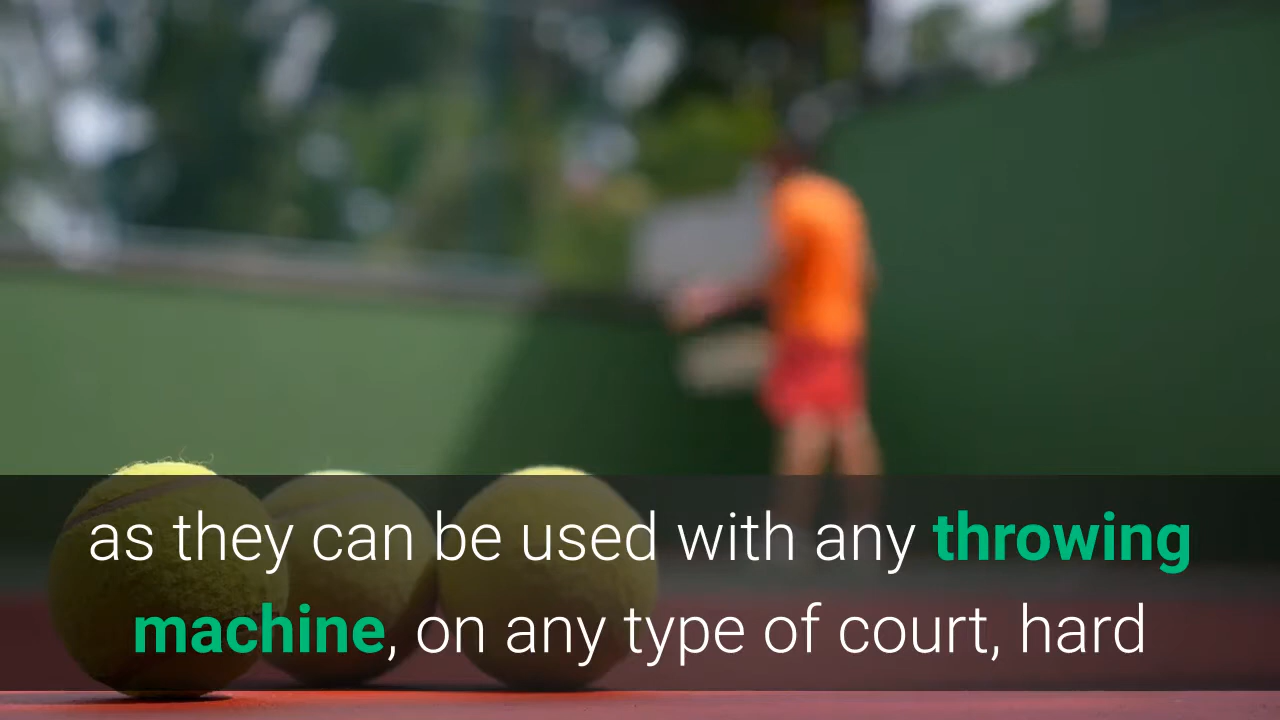 as they can be used with any throwing
machine, on any type of court, hard